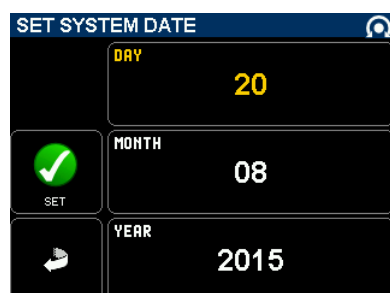 SET SYSTEM DATE
DAY
20
MONTH
08
SET
YEAR
2015